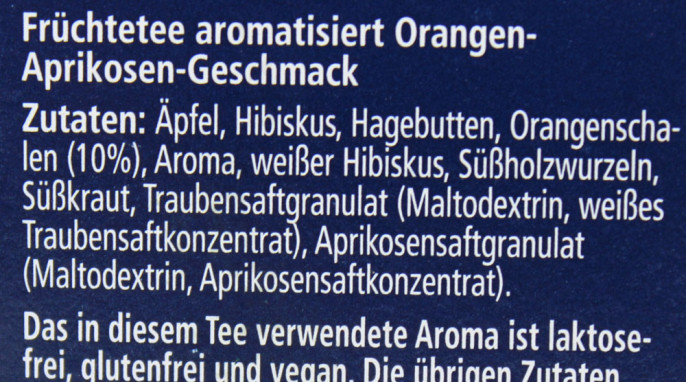 Früchtetee aromatisiert Orangen-
Aprikosen-Geschmack
Zutaten: Äpfel, Hibiskus, Hagebutten, Orangenscha-
len (10%), Aroma, weißer Hibiskus, Süßholzwurzeln,
Süßkraut, Traubensaftgranulat (Maltodextrin, weißes
Traubensaftkonzentrat), Aprikosensaftgranulat
(Maltodextrin, Aprikosensaftkonzentrat).
Das in diesem Tee verwendete Aroma ist laktose-
frei, glutenfrei und vegan. Die übrigen Zutaten